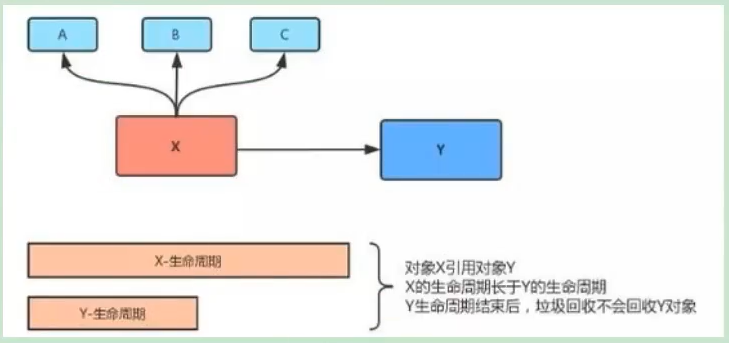 A
B
C
X
Y
X-生命周期
Y-生命周期
对象X引用对象Y
X的生命周期长于Y的生命周期
Y生命周期结束后，垃圾回收不会回收Y对象